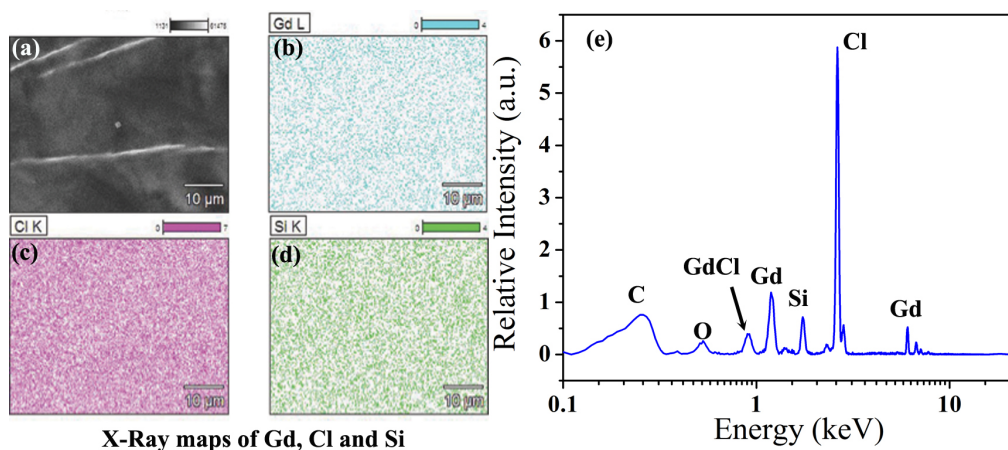 Y131 61475
(a)
10 µm
Gd L
0 4
(b)
10 µm
Cl K
0 7
(c)
10 µm
Si K
0 4
(d)
10 µm
X-Ray maps of Gd, Cl and Si
(e)
Relative Intensity (a.u.)
6
5
4
3
2
1
0
C
O
GdCl
Gd
Si
Cl
Gd
0.1 1 10
Energy (keV)